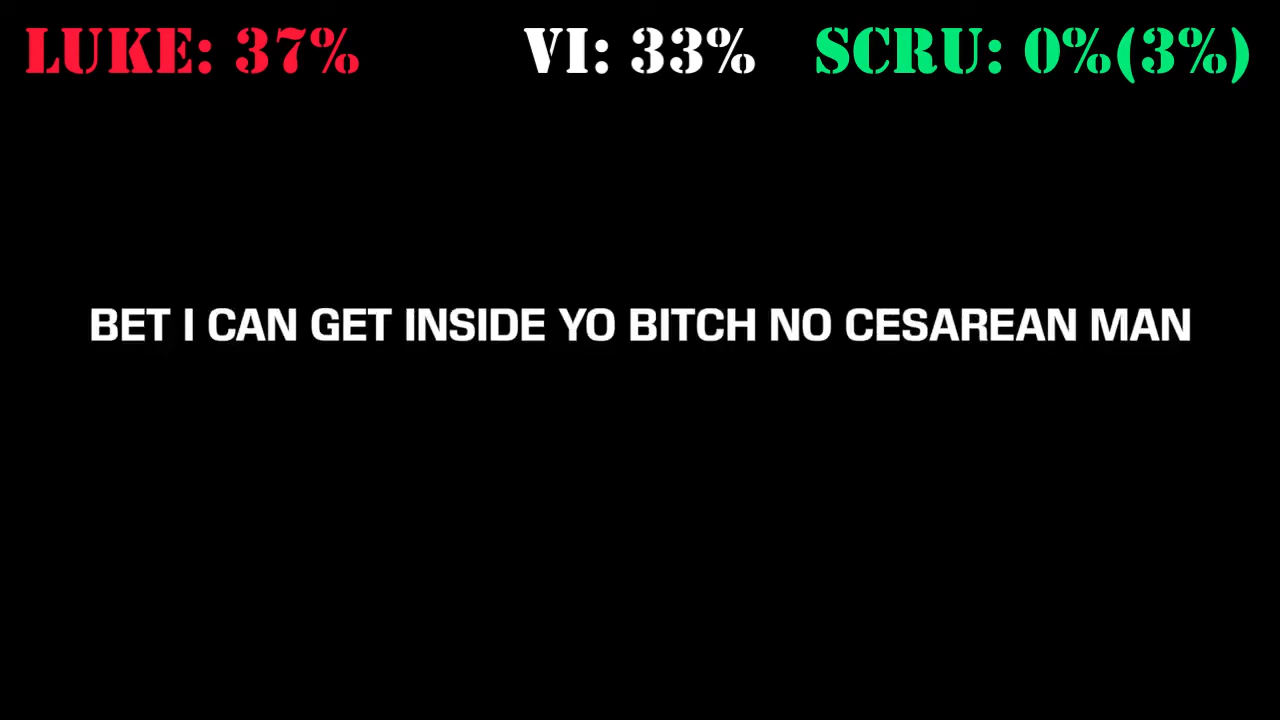 LUKE: 37% VI: 33% SCRU: 0%(3%)
BET I CAN GET INSIDE YO BITCH NO CESAREAN MAN